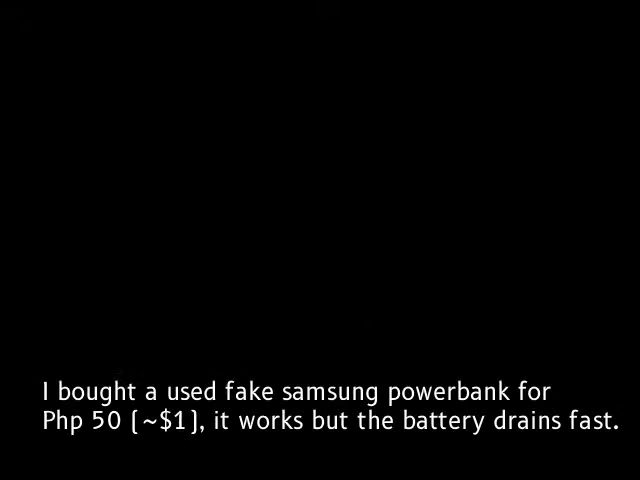 I bought a used fake samsung powerbank for
Php 50 (~$1), it works but the battery drains fast.